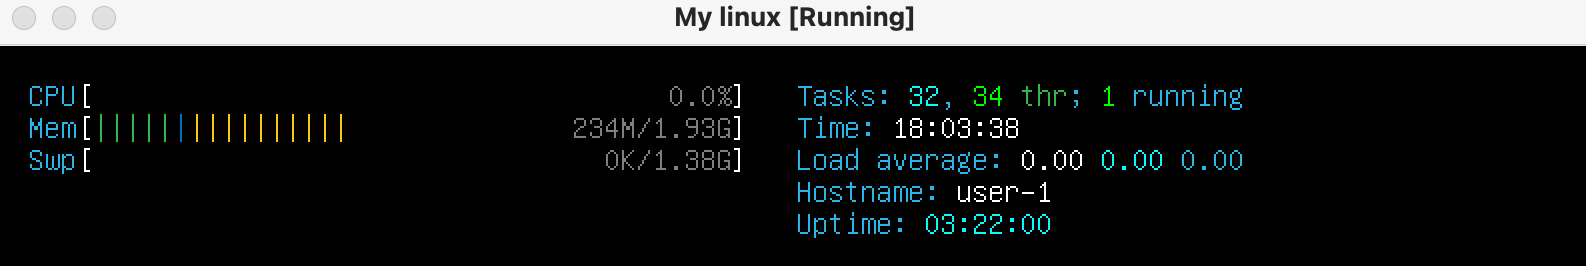 My linux [Running]
CPU[ 0.0%]
Mem[|||||||||||||||| 234M/1.93G]
Swp[ 0K/1.38G]
Tasks: 32, 34 thr; 1 running
Time: 18:03:38
Load average: 0.00 0.00 0.00
Hostname: user-1
Uptime: 03:22:00